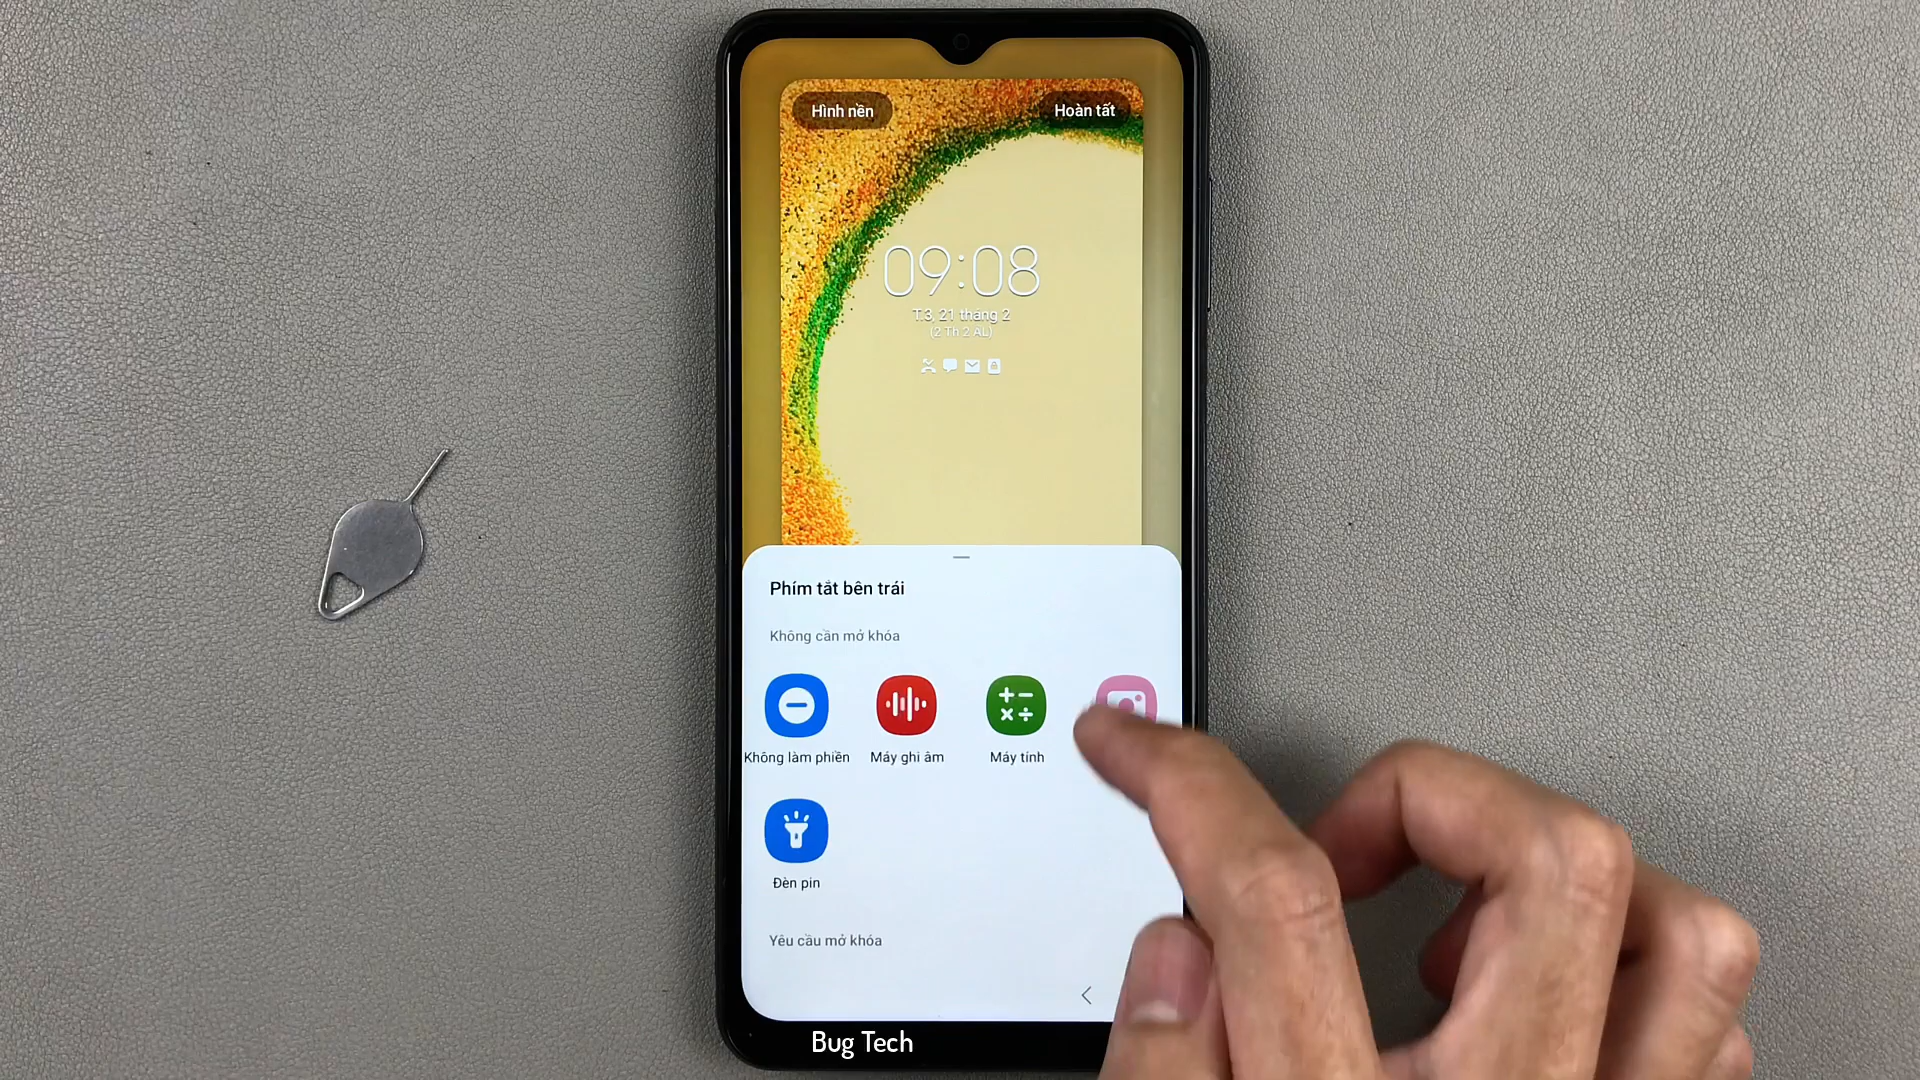 Hình nền
Hoàn tất
09:08
T.3, 21 tháng 2
(2 Th 2 ÂL)
Phím tắt bên trái
Không cần mở khóa
Không làm phiền
Máy ghi âm
Máy tính
Đèn pin
Yêu cầu mở khóa
Bug Tech